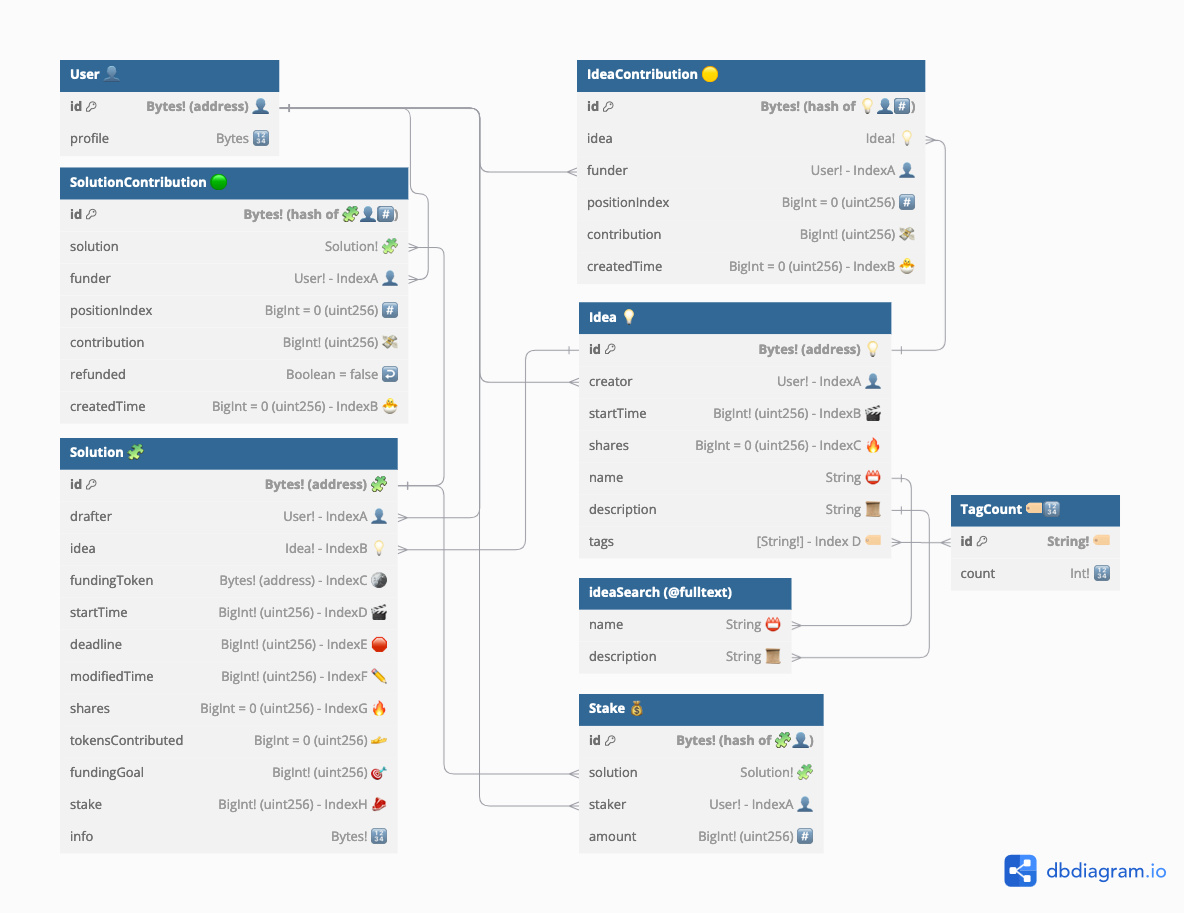 User 👤
id 🔑 Bytes! (address) 👤
profile Bytes 🔢
SolutionContribution 🟢
id 🔑 Bytes! (hash of 🧩👤#️⃣)
solution Solution! 🧩
funder User! - IndexA 👤
positionIndex BigInt = 0 (uint256) #️⃣
contribution BigInt! (uint256) 💸
refunded Boolean = false ↩️
createdTime BigInt = 0 (uint256) - IndexB 🐣
Solution 🧩
id 🔑 Bytes! (address) 🧩
drafter User! - IndexA 👤
idea Idea! - IndexB 💡
fundingToken Bytes! (address) - IndexC 🌖
startTime BigInt! (uint256) - IndexD 🎬
deadline BigInt! (uint256) - IndexE 🛑
modifiedTime BigInt! (uint256) - IndexF ✏️
shares BigInt = 0 (uint256) - IndexG 🔥
tokensContributed BigInt = 0 (uint256) 🫴
fundingGoal BigInt! (uint256) 🎯
stake BigInt! (uint256) - IndexH 🥩
info Bytes! 🔢
IdeaContribution 🟡
id 🔑 Bytes! (hash of 💡👤#️⃣)
idea Idea! 💡
funder User! - IndexA 👤
positionIndex BigInt = 0 (uint256) #️⃣
contribution BigInt! (uint256) 💸
createdTime BigInt = 0 (uint256) - IndexB 🐣
Idea 💡
id 🔑 Bytes! (address) 💡
creator User! - IndexA 👤
startTime BigInt! (uint256) - IndexB 🎬
shares BigInt = 0 (uint256) - IndexC 🔥
name String 📛
description String 📜
tags [String!] - Index D 🏷️
ideaSearch (@fulltext)
name String 📛
description String 📜
Stake 💰
id 🔑 Bytes! (hash of 🧩👤)
solution Solution! 🧩
staker User! - IndexA 👤
amount BigInt! (uint256) #️⃣
TagCount 🏷️🔢
id 🔑 String! 🏷️
count Int! 🔢
dbdiagram.io